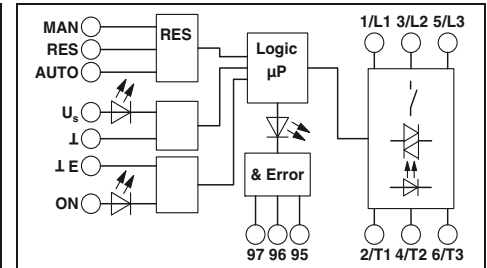 MAN
RES
AUTO
RES
Us
⊥
⊥ E
ON
Logic
µP
& Error
97 96 95
1/L1 3/L2 5/L3
2/T1 4/T2 6/T3